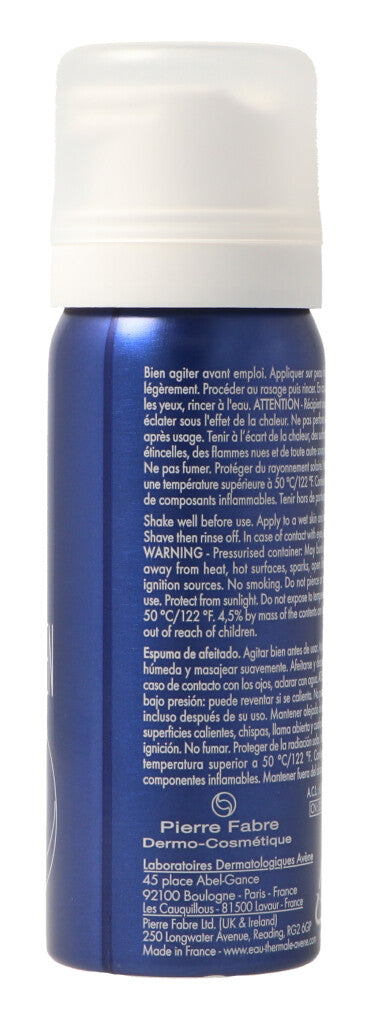 Bien agiter avant emploi. Appliquer sur peau
légèrement. Procéder au rasage puis rincer. En
les yeux, rincer à l'eau. ATTENTION - Récipient
éclater sous l'effet de la chaleur. Ne pas
après usage. Tenir à l'écart de la chaleur, des
étincelles, des flammes nues et de toute autre
Ne pas fumer. Protéger du rayonnement
une température supérieure à 50 °C/122 °F.
de composants inflammables. Tenir hors de
Shake well before use. Apply to a wet skin and
Shave then rinse off. In case of contact with
WARNING - Pressurised container: May
away from heat, hot surfaces, sparks, open
ignition sources. No smoking. Do not pierce or
use. Protect from sunlight. Do not expose to
50 °C/122 °F. 4,5% by mass of the contents
out of reach of children.
Espuma de afeitado. Agitar bien antes de usar.
húmeda y masajear suavemente. Afeitarse y
caso de contacto con los ojos, aclarar con agua.
bajo presión: puede reventar si se calienta. No
incluso después de su uso. Mantener alejado
superficies calientes, chispas, llama abierta y
ignición. No fumar. Proteger de la radiación
temperatura superior a 50 °C/122 °F.
componentes inflamables. Mantener fuera del
A.C.L.
Pierre Fabre
Dermo-Cosmétique
Laboratoires Dermatologiques Avène
45 place Abel-Gance
92100 Boulogne - Paris - France
Les Cauquillous - 81500 Lavaur - France
Pierre Fabre Ltd. (UK & Ireland)
250 Longwater Avenue, Reading, RG2 6GP
Made in France - www.eau-thermale-avene.com